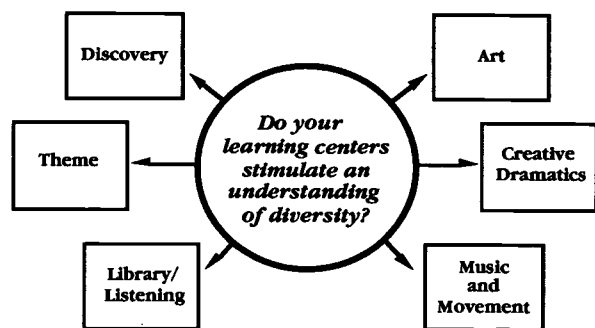 Discovery
Art
Do your
learning centers
stimulate an
understanding
of diversity?
Theme
Creative
Dramatics
Library/
Listening
Music
and
Movement